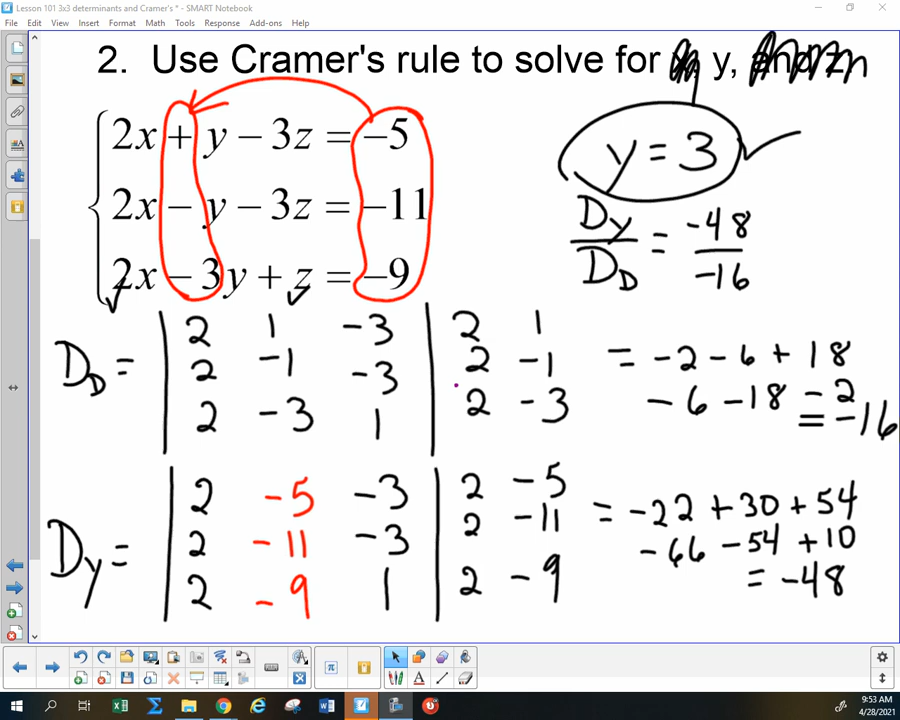 Lesson 101 3x3 determinants and Cramer's * - SMART Notebook
File Edit View Insert Format Math Tools Response Add-ons Help
2. Use Cramer's rule to solve for y,
2x + y − 3z = −5
2x − y − 3z = −11
2x − 3y + z = −9
y = 3 ✓
Dy/DD = -48/-16
DD = | 2 1 -3 | 2 1 = -2 - 6 + 18
2 -1 -3 | 2 -1 - 6 - 18 - 2
2 -3 1 | 2 -3 = -16
Dy = | 2 -5 -3 | 2 -5 = -22 + 30 + 54
2 -11 -3 | 2 -11 - 66 - 54 + 10
2 -9 1 | 2 -9 = -48
9:53 AM
4/28/2021